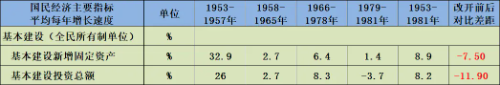 国民经济主要指标 平均每年增长速度 单位 1953-1957年 1958-1965年 1966-1978年 1979-1981年 1953-1981年 改开前后对比差距
基本建设（全民所有制单位） %
基本建设新增固定资产 % 32.9 2.7 6.4 1.4 8.9 -7.50
基本建设投资总额 % 26 2.7 8.3 -3.7 8.2 -11.90